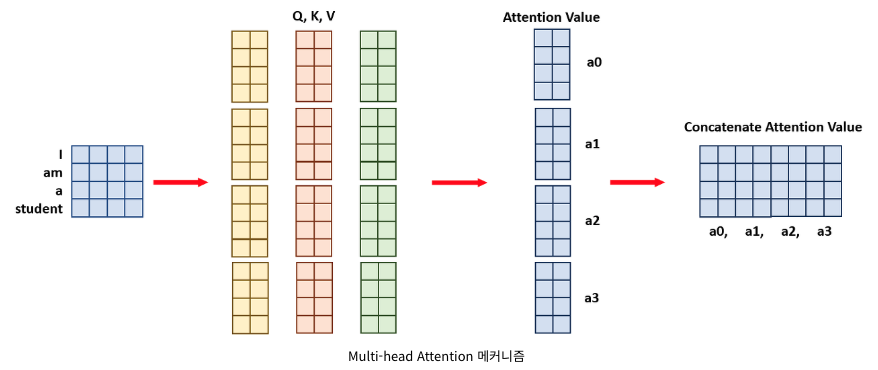 Q, K, V
Attention Value
a0
a1
a2
a3
I
am
a
student
Concatenate Attention Value
a0, a1, a2, a3
Multi-head Attention 메커니즘